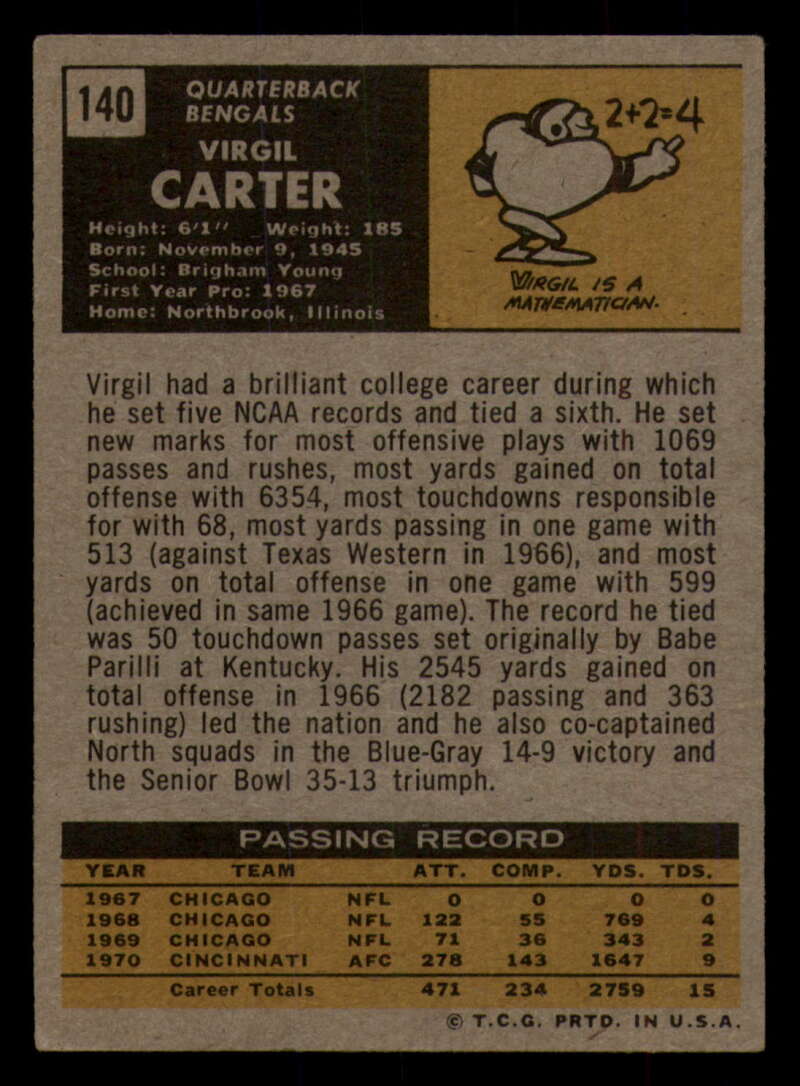 140
QUARTERBACK
BENGALS
VIRGIL
CARTER
Height: 6'1" Weight: 185
Born: November 9, 1945
School: Brigham Young
First Year Pro: 1967
Home: Northbrook, Illinois
2+2=4
VIRGIL IS A
MATHEMATICIAN.
Virgil had a brilliant college career during which
he set five NCAA records and tied a sixth. He set
new marks for most offensive plays with 1069
passes and rushes, most yards gained on total
offense with 6354, most touchdowns responsible
for with 68, most yards passing in one game with
513 (against Texas Western in 1966), and most
yards on total offense in one game with 599
(achieved in same 1966 game). The record he tied
was 50 touchdown passes set originally by Babe
Parilli at Kentucky. His 2545 yards gained on
total offense in 1966 (2182 passing and 363
rushing) led the nation and he also co-captained
North squads in the Blue-Gray 14-9 victory and
the Senior Bowl 35-13 triumph.
PASSING RECORD
YEAR TEAM ATT. COMP. YDS. TDS.
1967 CHICAGO NFL 0 0 0 0
1968 CHICAGO NFL 122 55 769 4
1969 CHICAGO NFL 71 36 343 2
1970 CINCINNATI AFC 278 143 1647 9
Career Totals 471 234 2759 15
© T.C.G. PRTD. IN U.S.A.